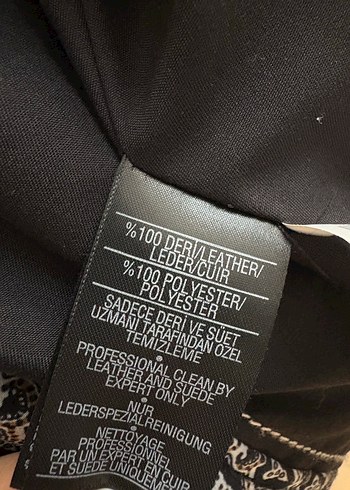 %100 DERİ/LEATHER/
LEDER/CUIR
%100 POLYESTER/
POLYESTER
SADECE DERİ VE SÜET
UZMANI TARAFINDAN ÖZEL
TEMİZLEME
PROFESSIONAL CLEAN BY
LEATHER AND SUEDE
EXPERT ONLY
NUR
LEDERSPEZIALREINIGUNG
NETTOYAGE
PROFESSIONNEL
PAR UN EXPERT EN CUIR
ET SUÈDE UNIQUEMENT